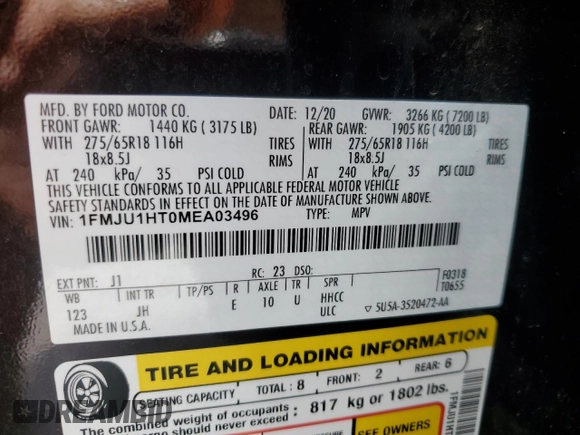 MFD. BY FORD MOTOR CO. DATE: 12/20 GVWR: 3266 KG ( 7200 LB)
FRONT GAWR: 1440 KG ( 3175 LB) REAR GAWR: 1905 KG ( 4200 LB)
WITH 275/65R18 116H TIRES WITH 275/65R18 116H TIRES
18x8.5J RIMS 18x8.5J RIMS
AT 240 kPa/ 35 PSI COLD AT 240 kPa/ 35 PSI COLD
THIS VEHICLE CONFORMS TO ALL APPLICABLE FEDERAL MOTOR VEHICLE
SAFETY STANDARDS IN EFFECT ON THE DATE OF MANUFACTURE SHOWN ABOVE.
VIN: 1FMJU1HT0MEA03496 TYPE: MPV
EXT PNT: J1 RC: 23 DSO: F0318
WB INT TR TP/PS R AXLE TR SPR T0655
123 JH E 10 U HHCC
MADE IN U.S.A. ULC ▽ 5U5A-3520472-AA
TIRE AND LOADING INFORMATION
SEATING CAPACITY TOTAL: 8 FRONT: 2 REAR: 6
The combined weight of occupants : 817 kg or 1802 lbs.
should never exceed :
SEE OWNERS
1FMJU1HT
DREAMBID